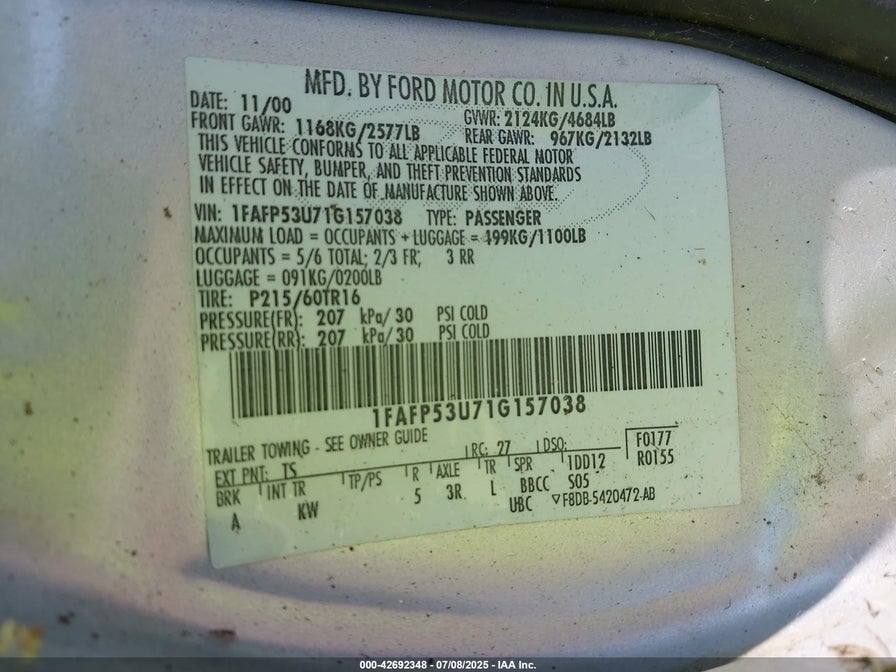 MFD. BY FORD MOTOR CO. IN U.S.A.
DATE: 11/00 GVWR: 2124KG/4684LB
FRONT GAWR: 1168KG/2577LB REAR GAWR: 967KG/2132LB
THIS VEHICLE CONFORMS TO ALL APPLICABLE FEDERAL MOTOR
VEHICLE SAFETY, BUMPER, AND THEFT PREVENTION STANDARDS
IN EFFECT ON THE DATE OF MANUFACTURE SHOWN ABOVE.
VIN: 1FAFP53U71G157038 TYPE: PASSENGER
MAXIMUM LOAD = OCCUPANTS + LUGGAGE = 499KG/1100LB
OCCUPANTS = 5/6 TOTAL; 2/3 FR, 3 RR
LUGGAGE = 091KG/0200LB
TIRE: P215/60TR16
PRESSURE(FR): 207 kPa/ 30 PSI COLD
PRESSURE(RR): 207 kPa/ 30 PSI COLD
1FAFP53U71G157038
TRAILER TOWING - SEE OWNER GUIDE
EXT PNT: TS RC: 27 DSO: F0177
R0155
BRK INT TR TP/PS R AXLE TR SPR 1DD12
A KW 5 3R L BBCC S05
UBC F8DB-5420472-AB
000-42692348 - 07/08/2025 - IAA Inc.